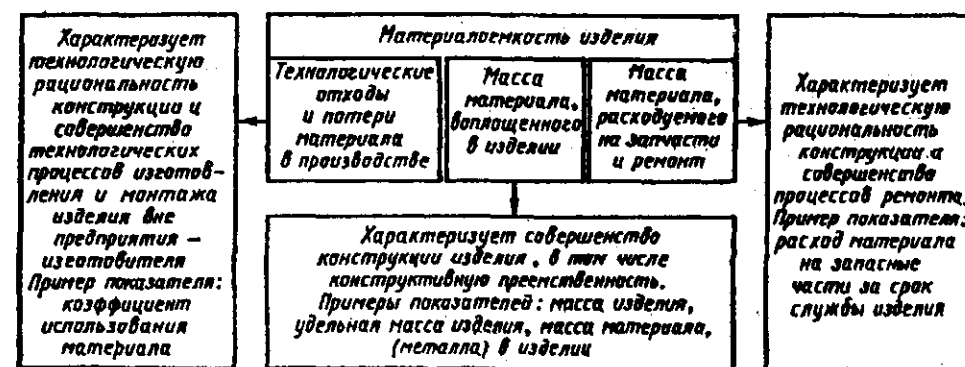 Характеризует
технологическую
рациональность
конструкции и
совершенство
технологических
процессов изготов-
ления и монтажа
изделия вне
предприятия –
изготовителя
Пример показателя:
коэффициент
использования
материала
Материалоемкость изделия
Технологические
отходы
и потери
материала
в производстве
Масса
материала,
воплощенного
в изделии
Масса
материала,
расходуемого
на запчасти
и ремонт
Характеризует совершенство
конструкции изделия, в том числе
конструктивную преемственность.
Примеры показателей: масса изделия,
удельная масса изделия, масса материала,
(металла) в изделии
Характеризует
технологическую
рациональность
конструкции и
совершенство
процессов ремонта.
Пример показателя:
расход материала
на запасные
части за срок
службы изделия